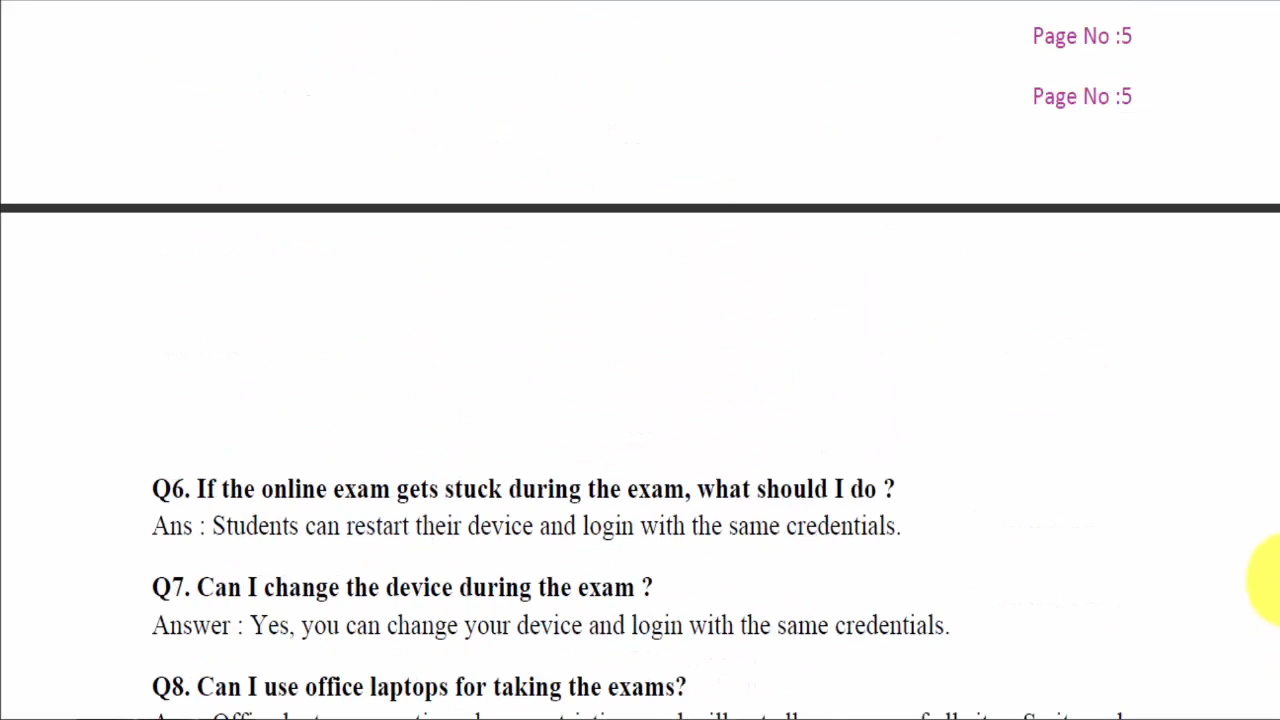 Page No :5
Page No :5
Q6. If the online exam gets stuck during the exam, what should I do ?
Ans : Students can restart their device and login with the same credentials.
Q7. Can I change the device during the exam ?
Answer : Yes, you can change your device and login with the same credentials.
Q8. Can I use office laptops for taking the exams?